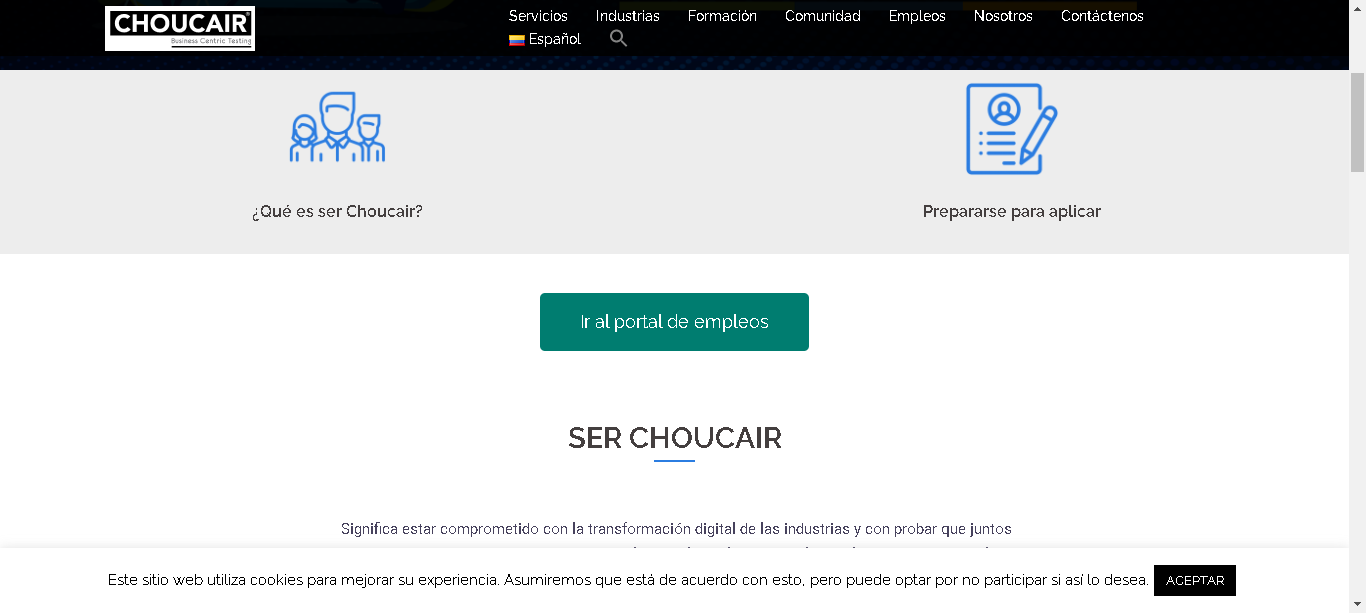 CHOUCAIR
Business Centric Testing
Servicios Industrias Formación Comunidad Empleos Nosotros Contáctenos
Español
¿Qué es ser Choucair?
Prepararse para aplicar
Ir al portal de empleos
SER CHOUCAIR
Significa estar comprometido con la transformación digital de las industrias y con probar que juntos
Este sitio web utiliza cookies para mejorar su experiencia. Asumiremos que está de acuerdo con esto, pero puede optar por no participar si así lo desea. ACEPTAR